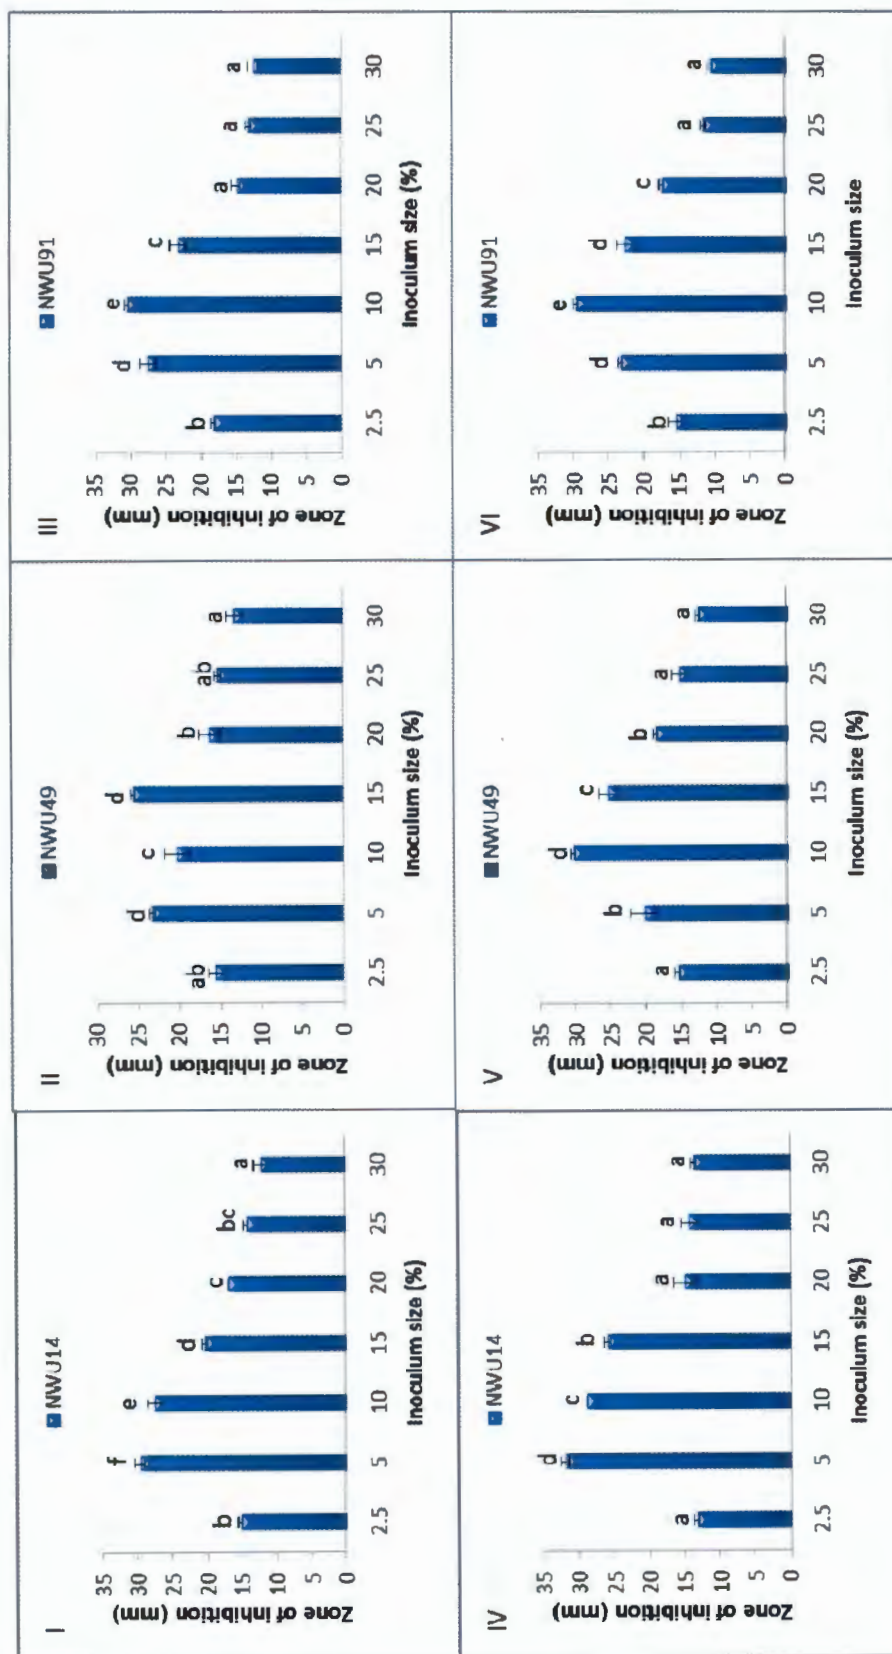 I
NWU14
Zone of inhibition (mm)
35
30
25
20
15
10
5
0
b
f
e
d
c
bc
a
2.5 5 10 15 20 25 30
Inoculum size (%)
II
NWU49
Zone of inhibition (mm)
30
25
20
15
10
5
0
ab
d
c
d
b
ab
a
2.5 5 10 15 20 25 30
Inoculum size (%)
III
NWU91
Zone of inhibition (mm)
35
30
25
20
15
10
5
0
b
d
e
c
a
a
a
2.5 5 10 15 20 25 30
Inoculum size (%)
IV
NWU14
Zone of inhibition (mm)
35
30
25
20
15
10
5
0
a
d
c
b
a
a
a
2.5 5 10 15 20 25 30
Inoculum size (%)
V
NWU49
Zone of inhibition (mm)
35
30
25
20
15
10
5
0
a
b
d
c
b
a
a
2.5 5 10 15 20 25 30
Inoculum size (%)
VI
NWU91
Zone of inhibition (mm)
35
30
25
20
15
10
5
0
b
d
e
d
c
a
a
2.5 5 10 15 20 25 30
Inoculum size